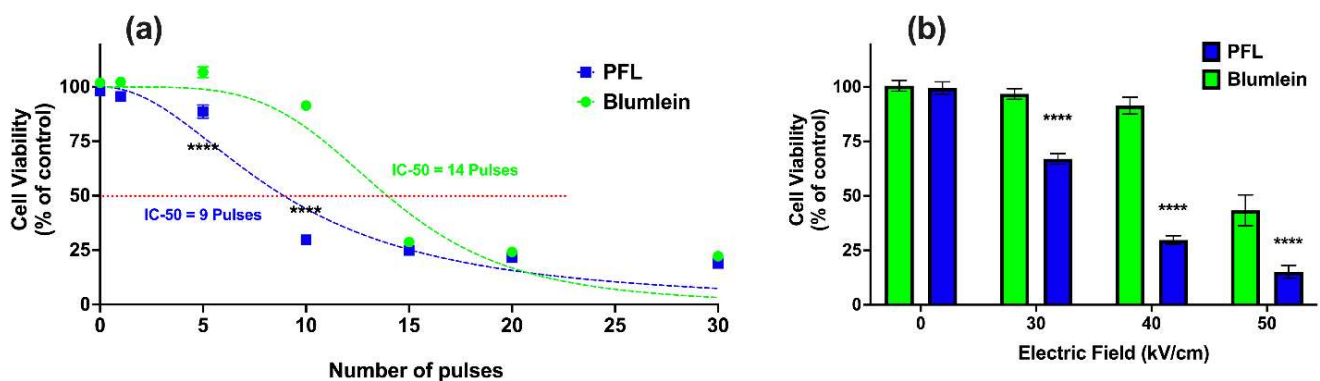 (a)
Cell Viability
(% of control)
100
75
50
25
0
PFL
Blumlein
****
IC-50 = 14 Pulses
IC-50 = 9 Pulses
****
0
5
10
15
20
30
Number of pulses
(b)
Cell Viability
(% of control)
100
75
50
25
0
PFL
Blumlein
****
****
****
0
30
40
50
Electric Field (kV/cm)